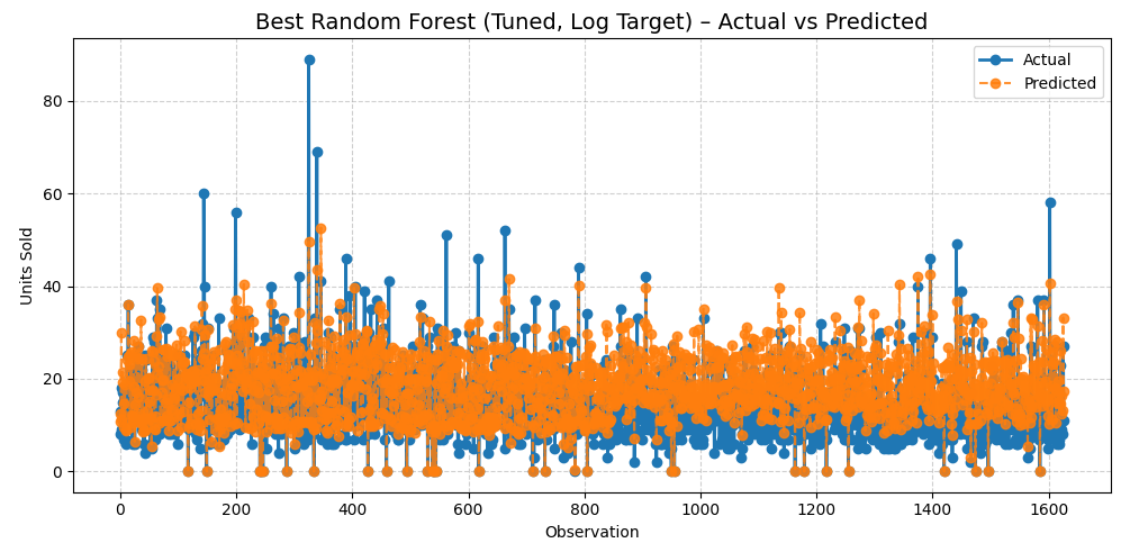 Best Random Forest (Tuned, Log Target) – Actual vs Predicted
Actual
Predicted
80
60
40
20
0
Units Sold
0 200 400 600 800 1000 1200 1400 1600
Observation